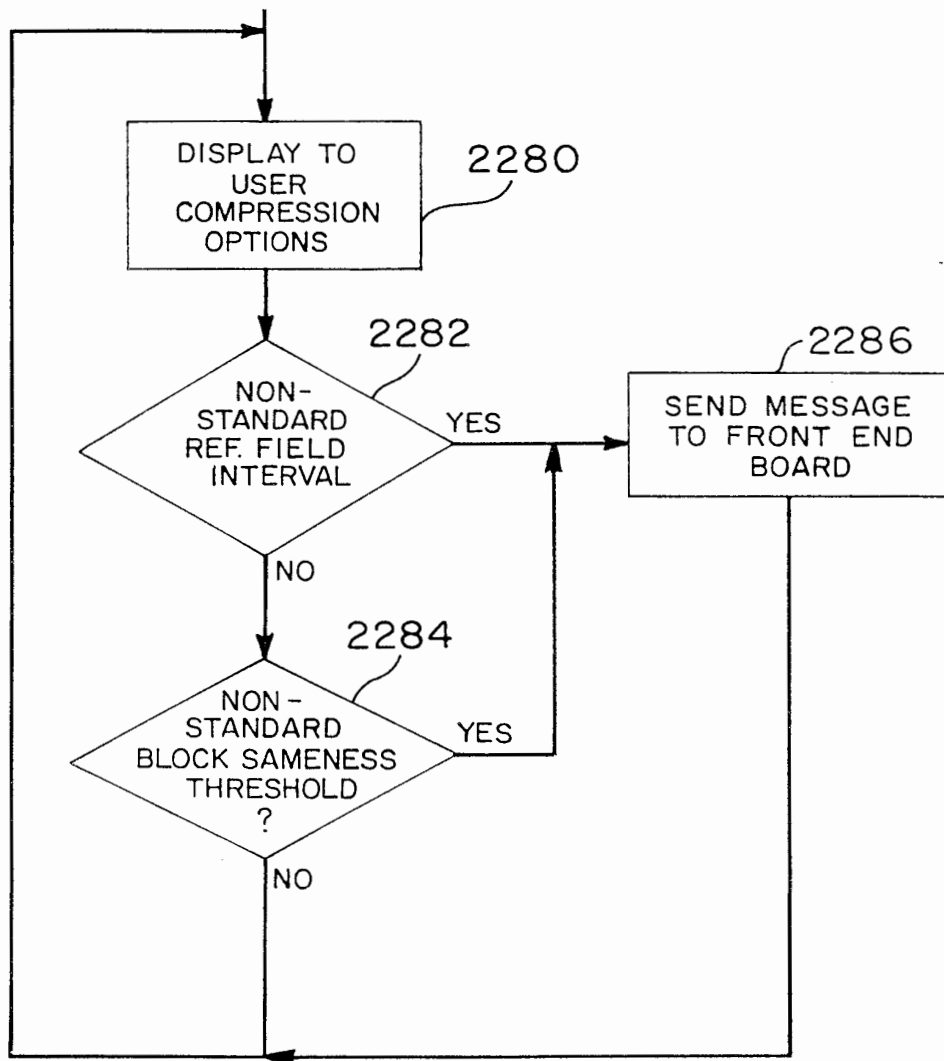 DISPLAY TO
USER
COMPRESSION
OPTIONS
2280
2282
NON-
STANDARD
REF. FIELD
INTERVAL
YES
NO
2286
SEND MESSAGE
TO FRONT END
BOARD
2284
NON-
STANDARD
BLOCK SAMENESS
THRESHOLD
?
YES
NO